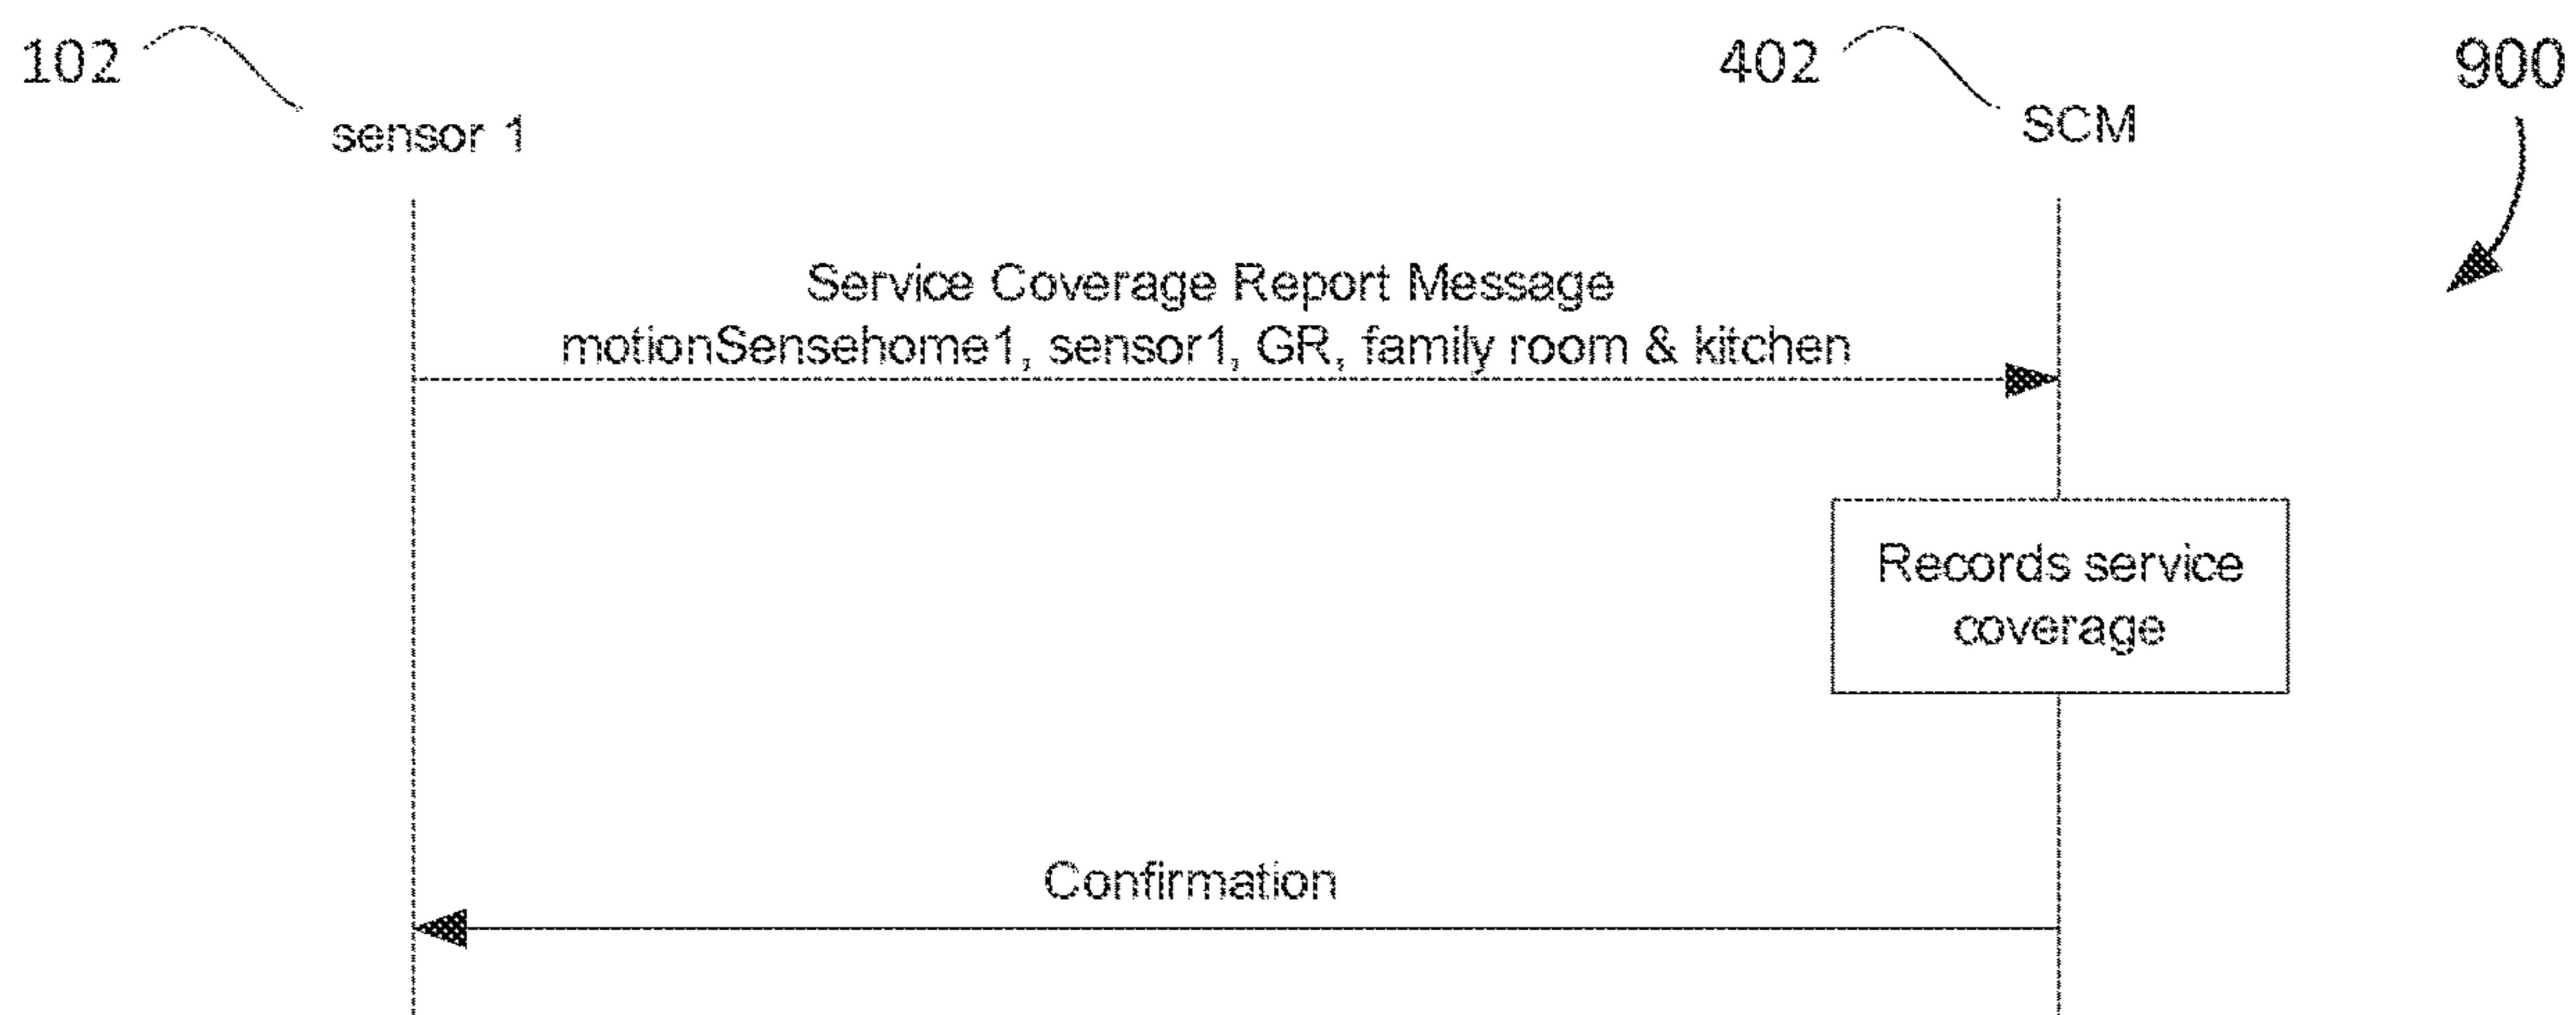 102
402
900
sensor 1
SCM
Service Coverage Report Message
motionSensehome1, sensor1, GR, family room & kitchen
Records service
coverage
Confirmation